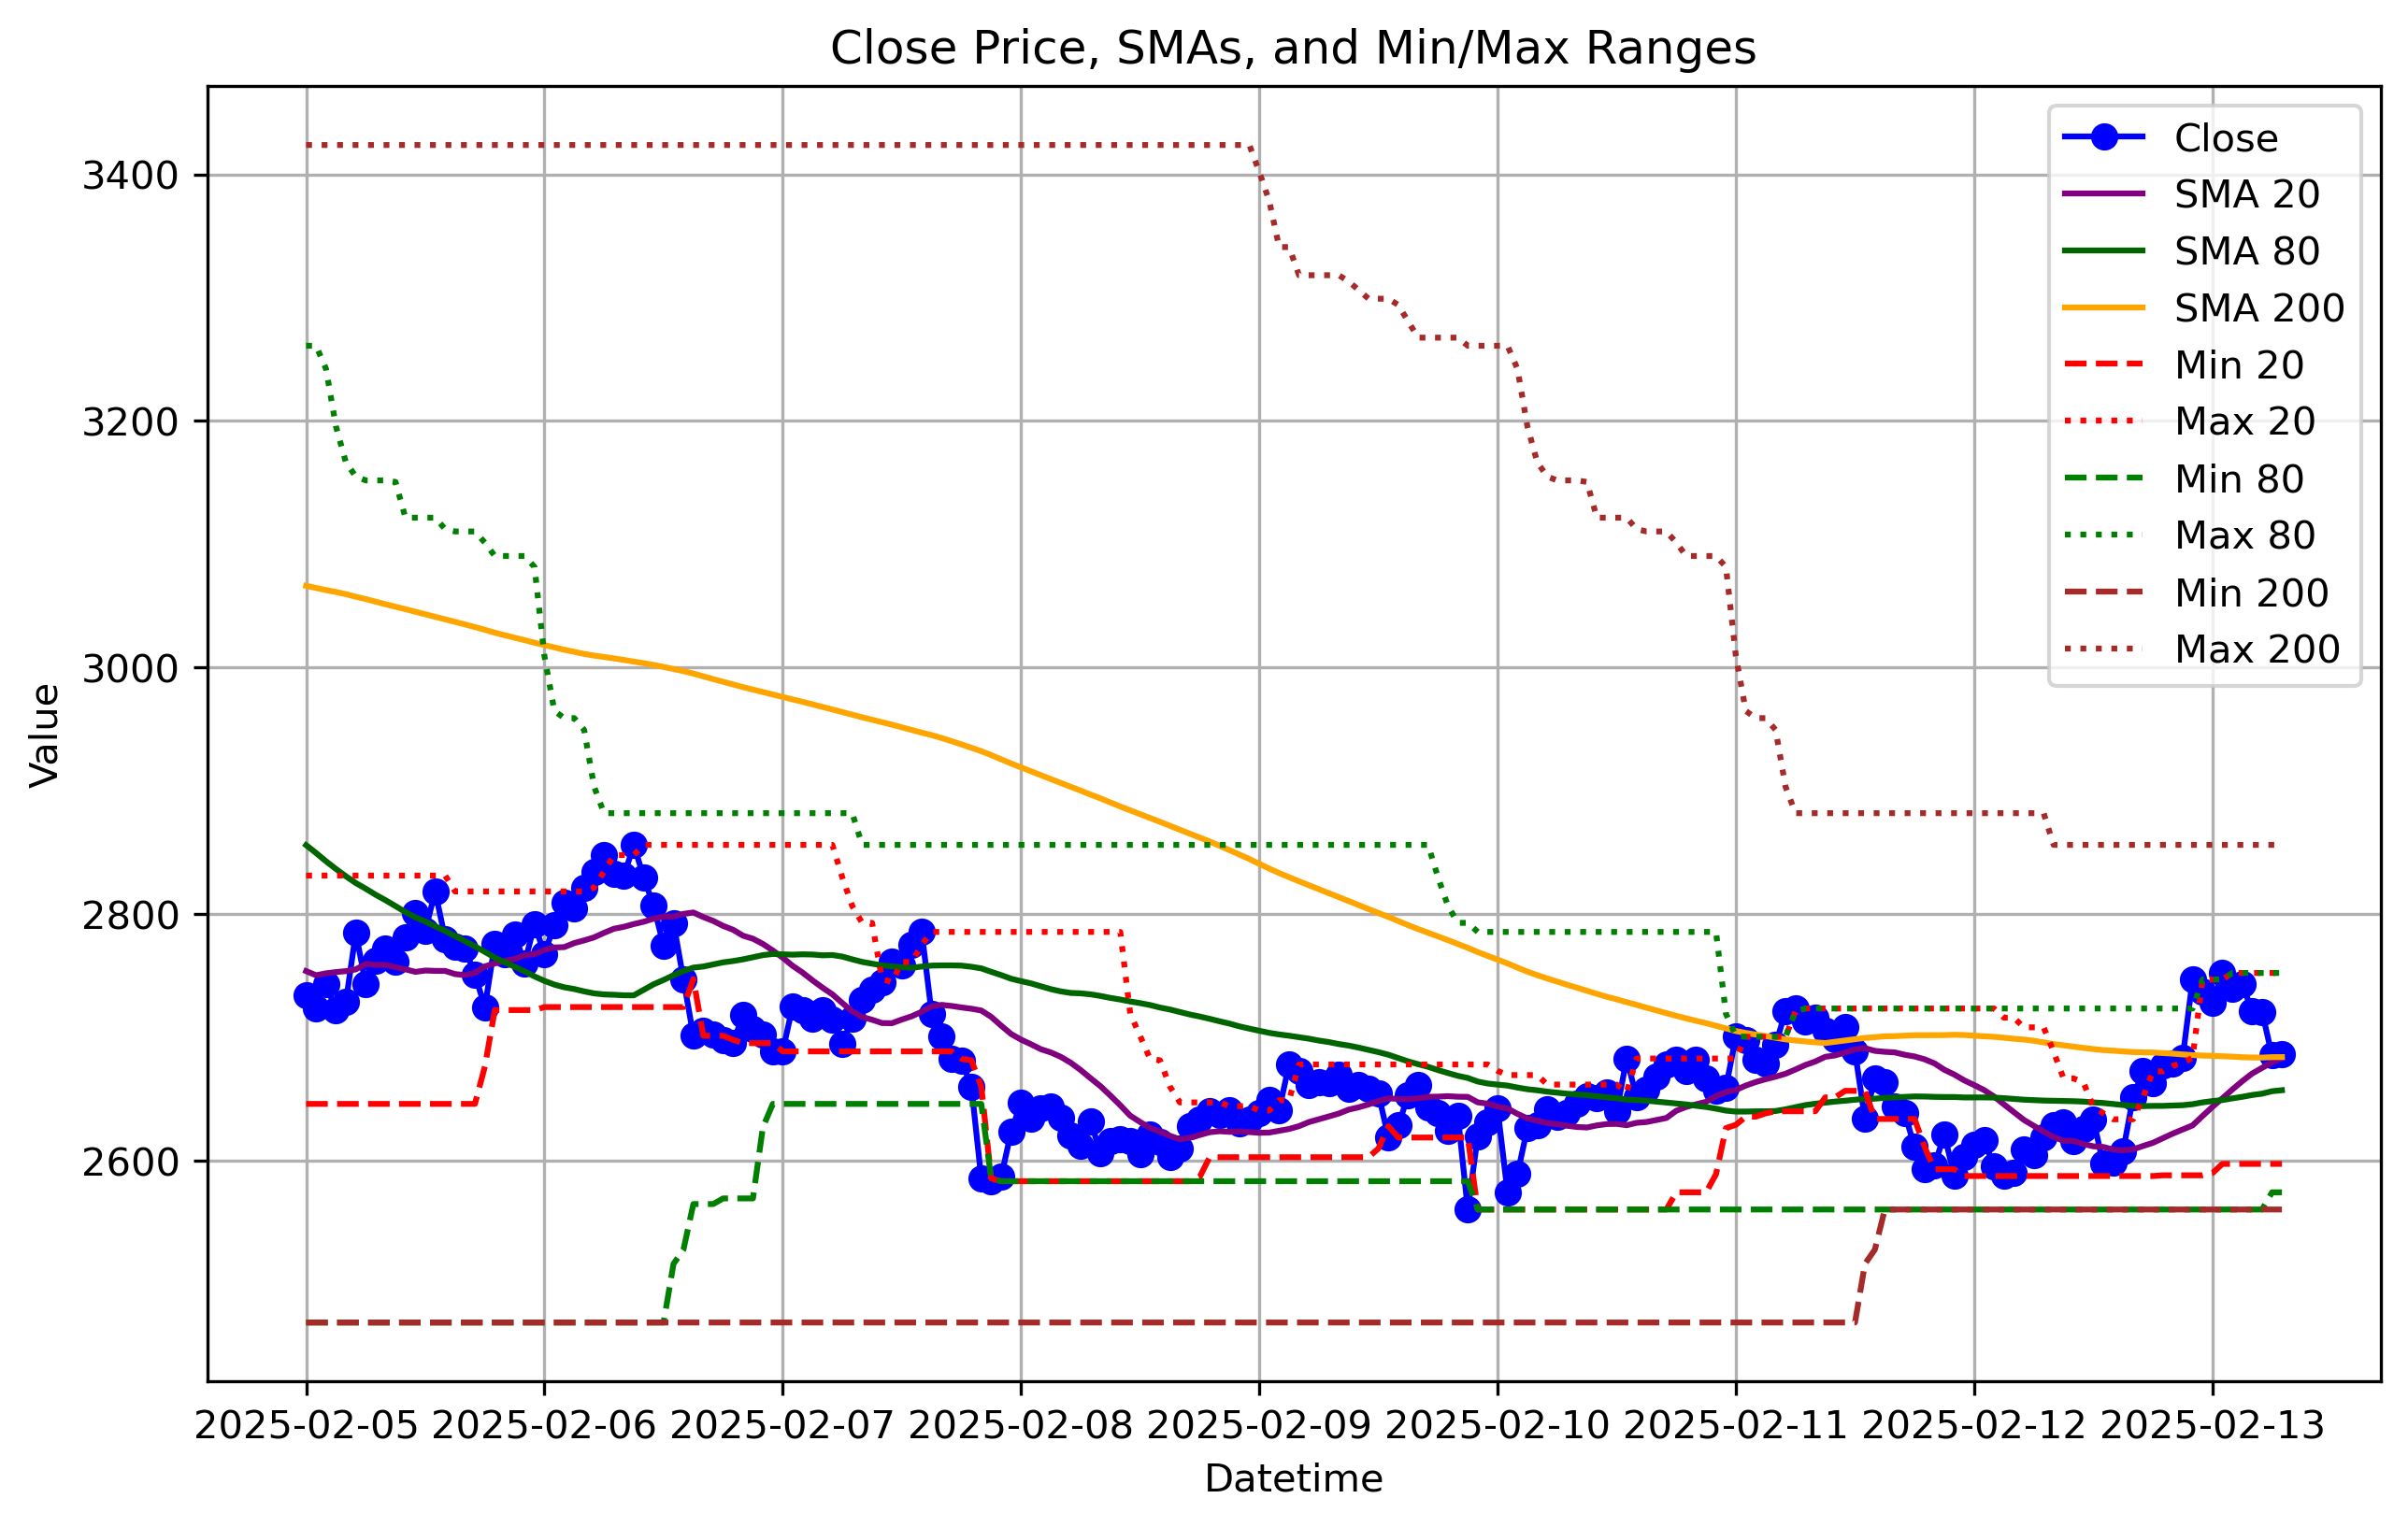 Close Price, SMAs, and Min/Max Ranges
Close
SMA 20
SMA 80
SMA 200
Min 20
Max 20
Min 80
Max 80
Min 200
Max 200
Value
3400
3200
3000
2800
2600
2025-02-05 2025-02-06 2025-02-07 2025-02-08 2025-02-09 2025-02-10 2025-02-11 2025-02-12 2025-02-13
Datetime